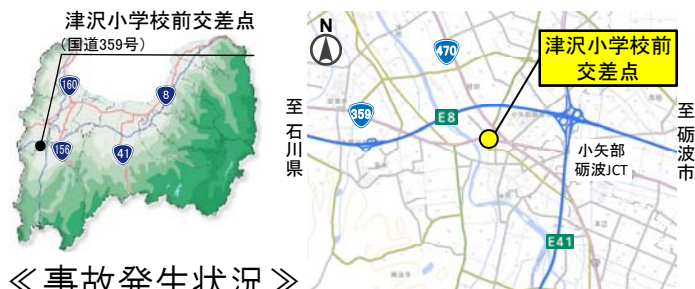 津沢小学校前交差点
(国道359号)
160
8
156
41
≪事故発生状況≫
N
470
津沢小学校前
交差点
359
E8
至 石川県
至 砺波市
小矢部
砺波JCT
E41